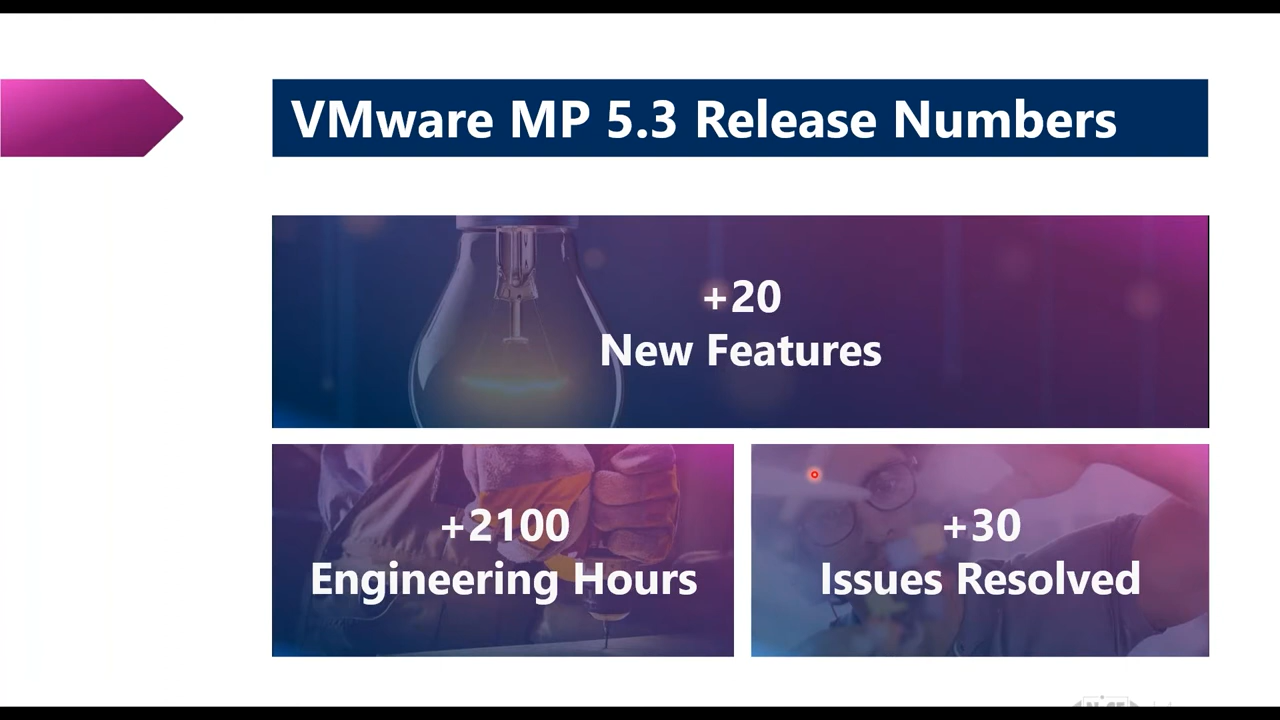 VMware MP 5.3 Release Numbers
+20
New Features
+2100
Engineering Hours
+30
Issues Resolved